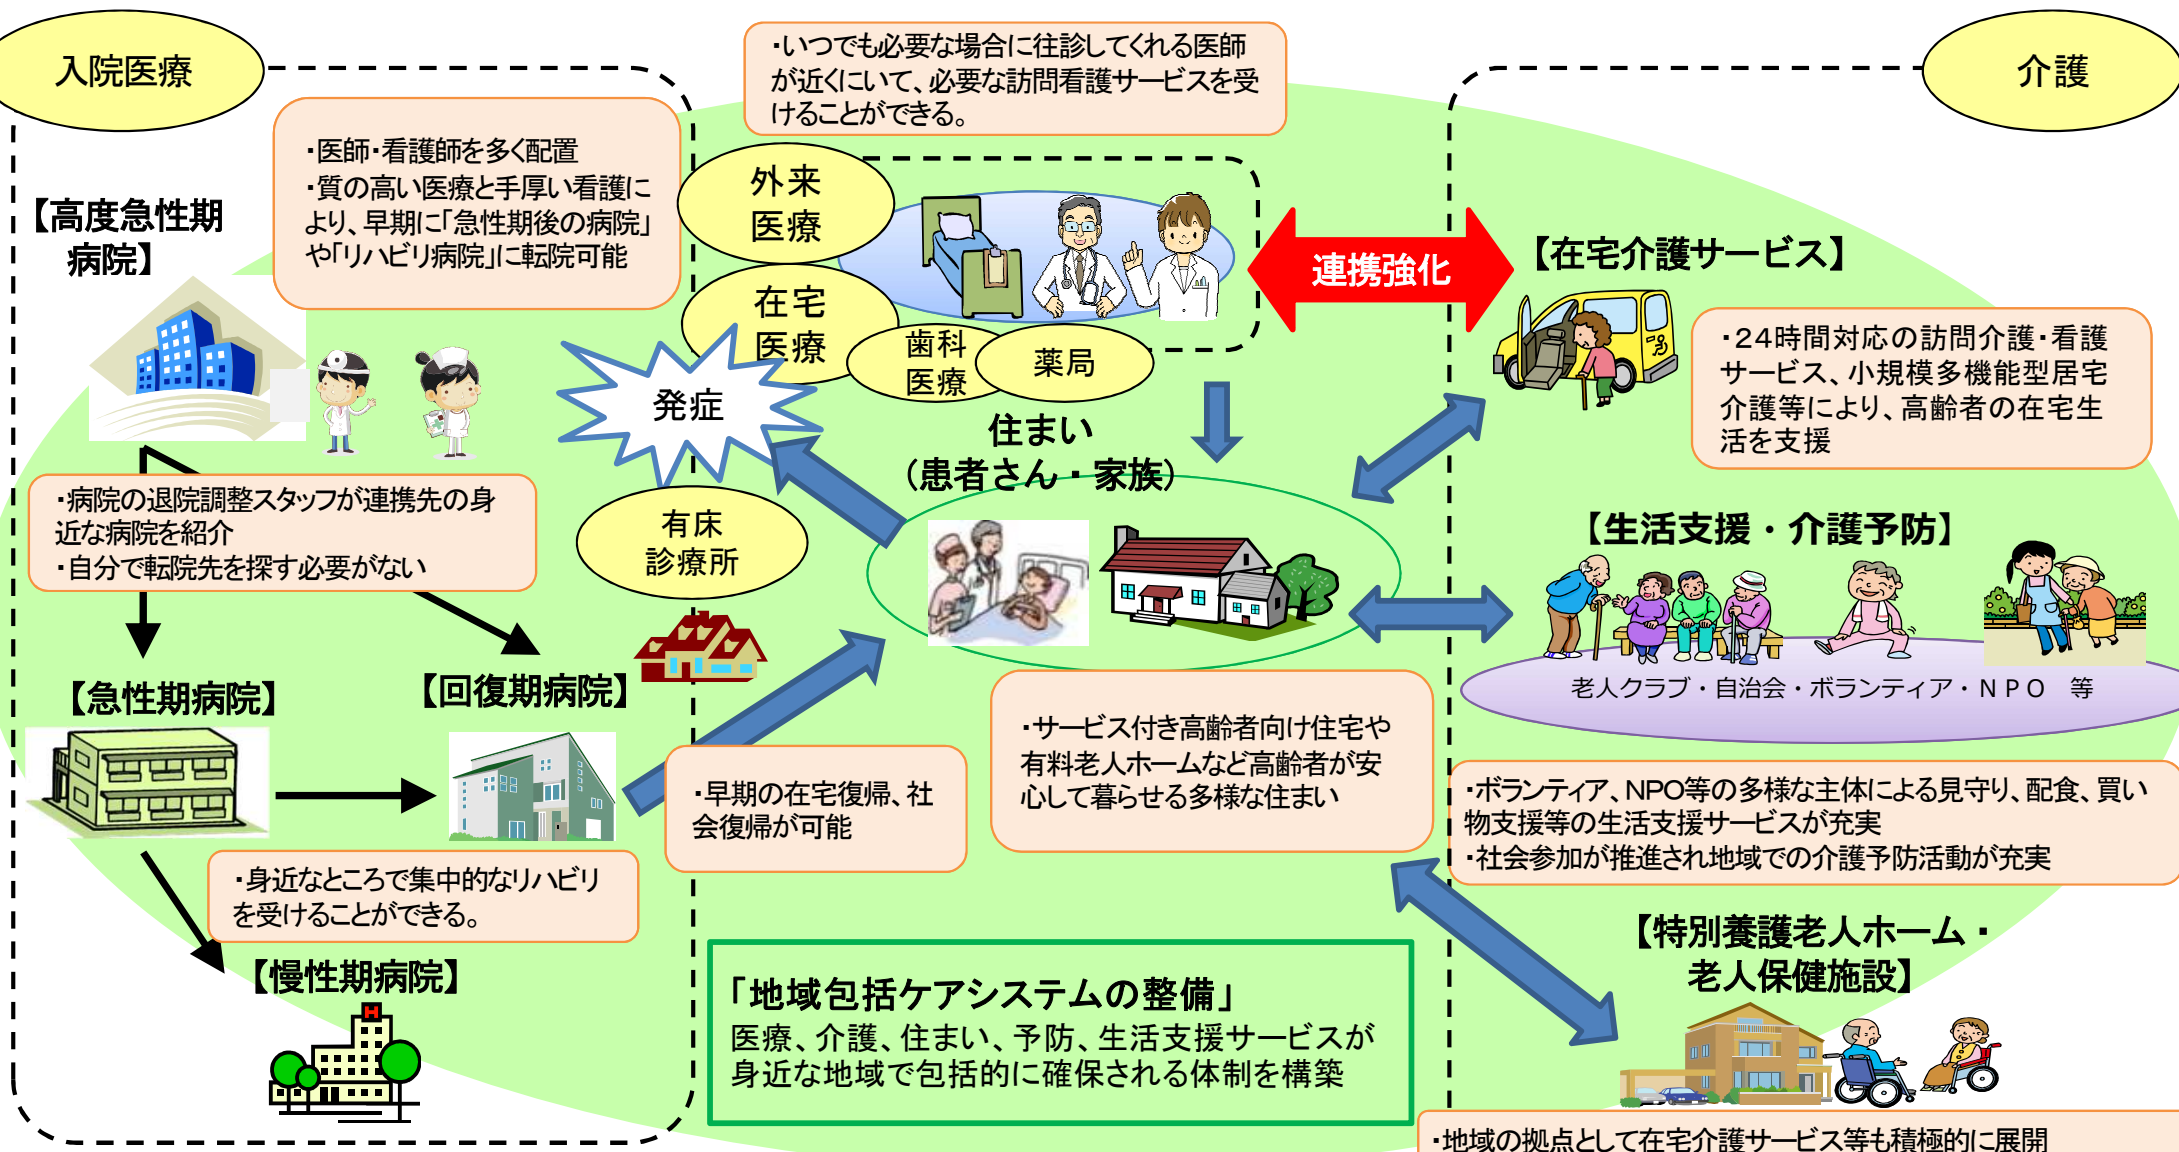 入院医療
・いつでも必要な場合に往診してくれる医師
が近くにいて、必要な訪問看護サービスを受
けることができる。
介護
・医師・看護師を多く配置
・質の高い医療と手厚い看護に
より、早期に「急性期後の病院」
や「リハビリ病院」に転院可能
【高度急性期
病院】
外来
医療
在宅
医療
歯科
医療
薬局
連携強化
【在宅介護サービス】
・24時間対応の訪問介護・看護
サービス、小規模多機能型居宅
介護等により、高齢者の在宅生
活を支援
発症
住まい
(患者さん・家族)
・病院の退院調整スタッフが連携先の身
近な病院を紹介
・自分で転院先を探す必要がない
有床
診療所
【生活支援・介護予防】
老人クラブ・自治会・ボランティア・NPO 等
【急性期病院】
【回復期病院】
・サービス付き高齢者向け住宅や
有料老人ホームなど高齢者が安
心して暮らせる多様な住まい
・早期の在宅復帰、社
会復帰が可能
・ボランティア、NPO等の多様な主体による見守り、配食、買い
物支援等の生活支援サービスが充実
・社会参加が推進され地域での介護予防活動が充実
・身近なところで集中的なリハビリ
を受けることができる。
【慢性期病院】
H
「地域包括ケアシステムの整備」
医療、介護、住まい、予防、生活支援サービスが
身近な地域で包括的に確保される体制を構築
【特別養護老人ホーム・
老人保健施設】
・地域の拠点として在宅介護サービス等も積極的に展開